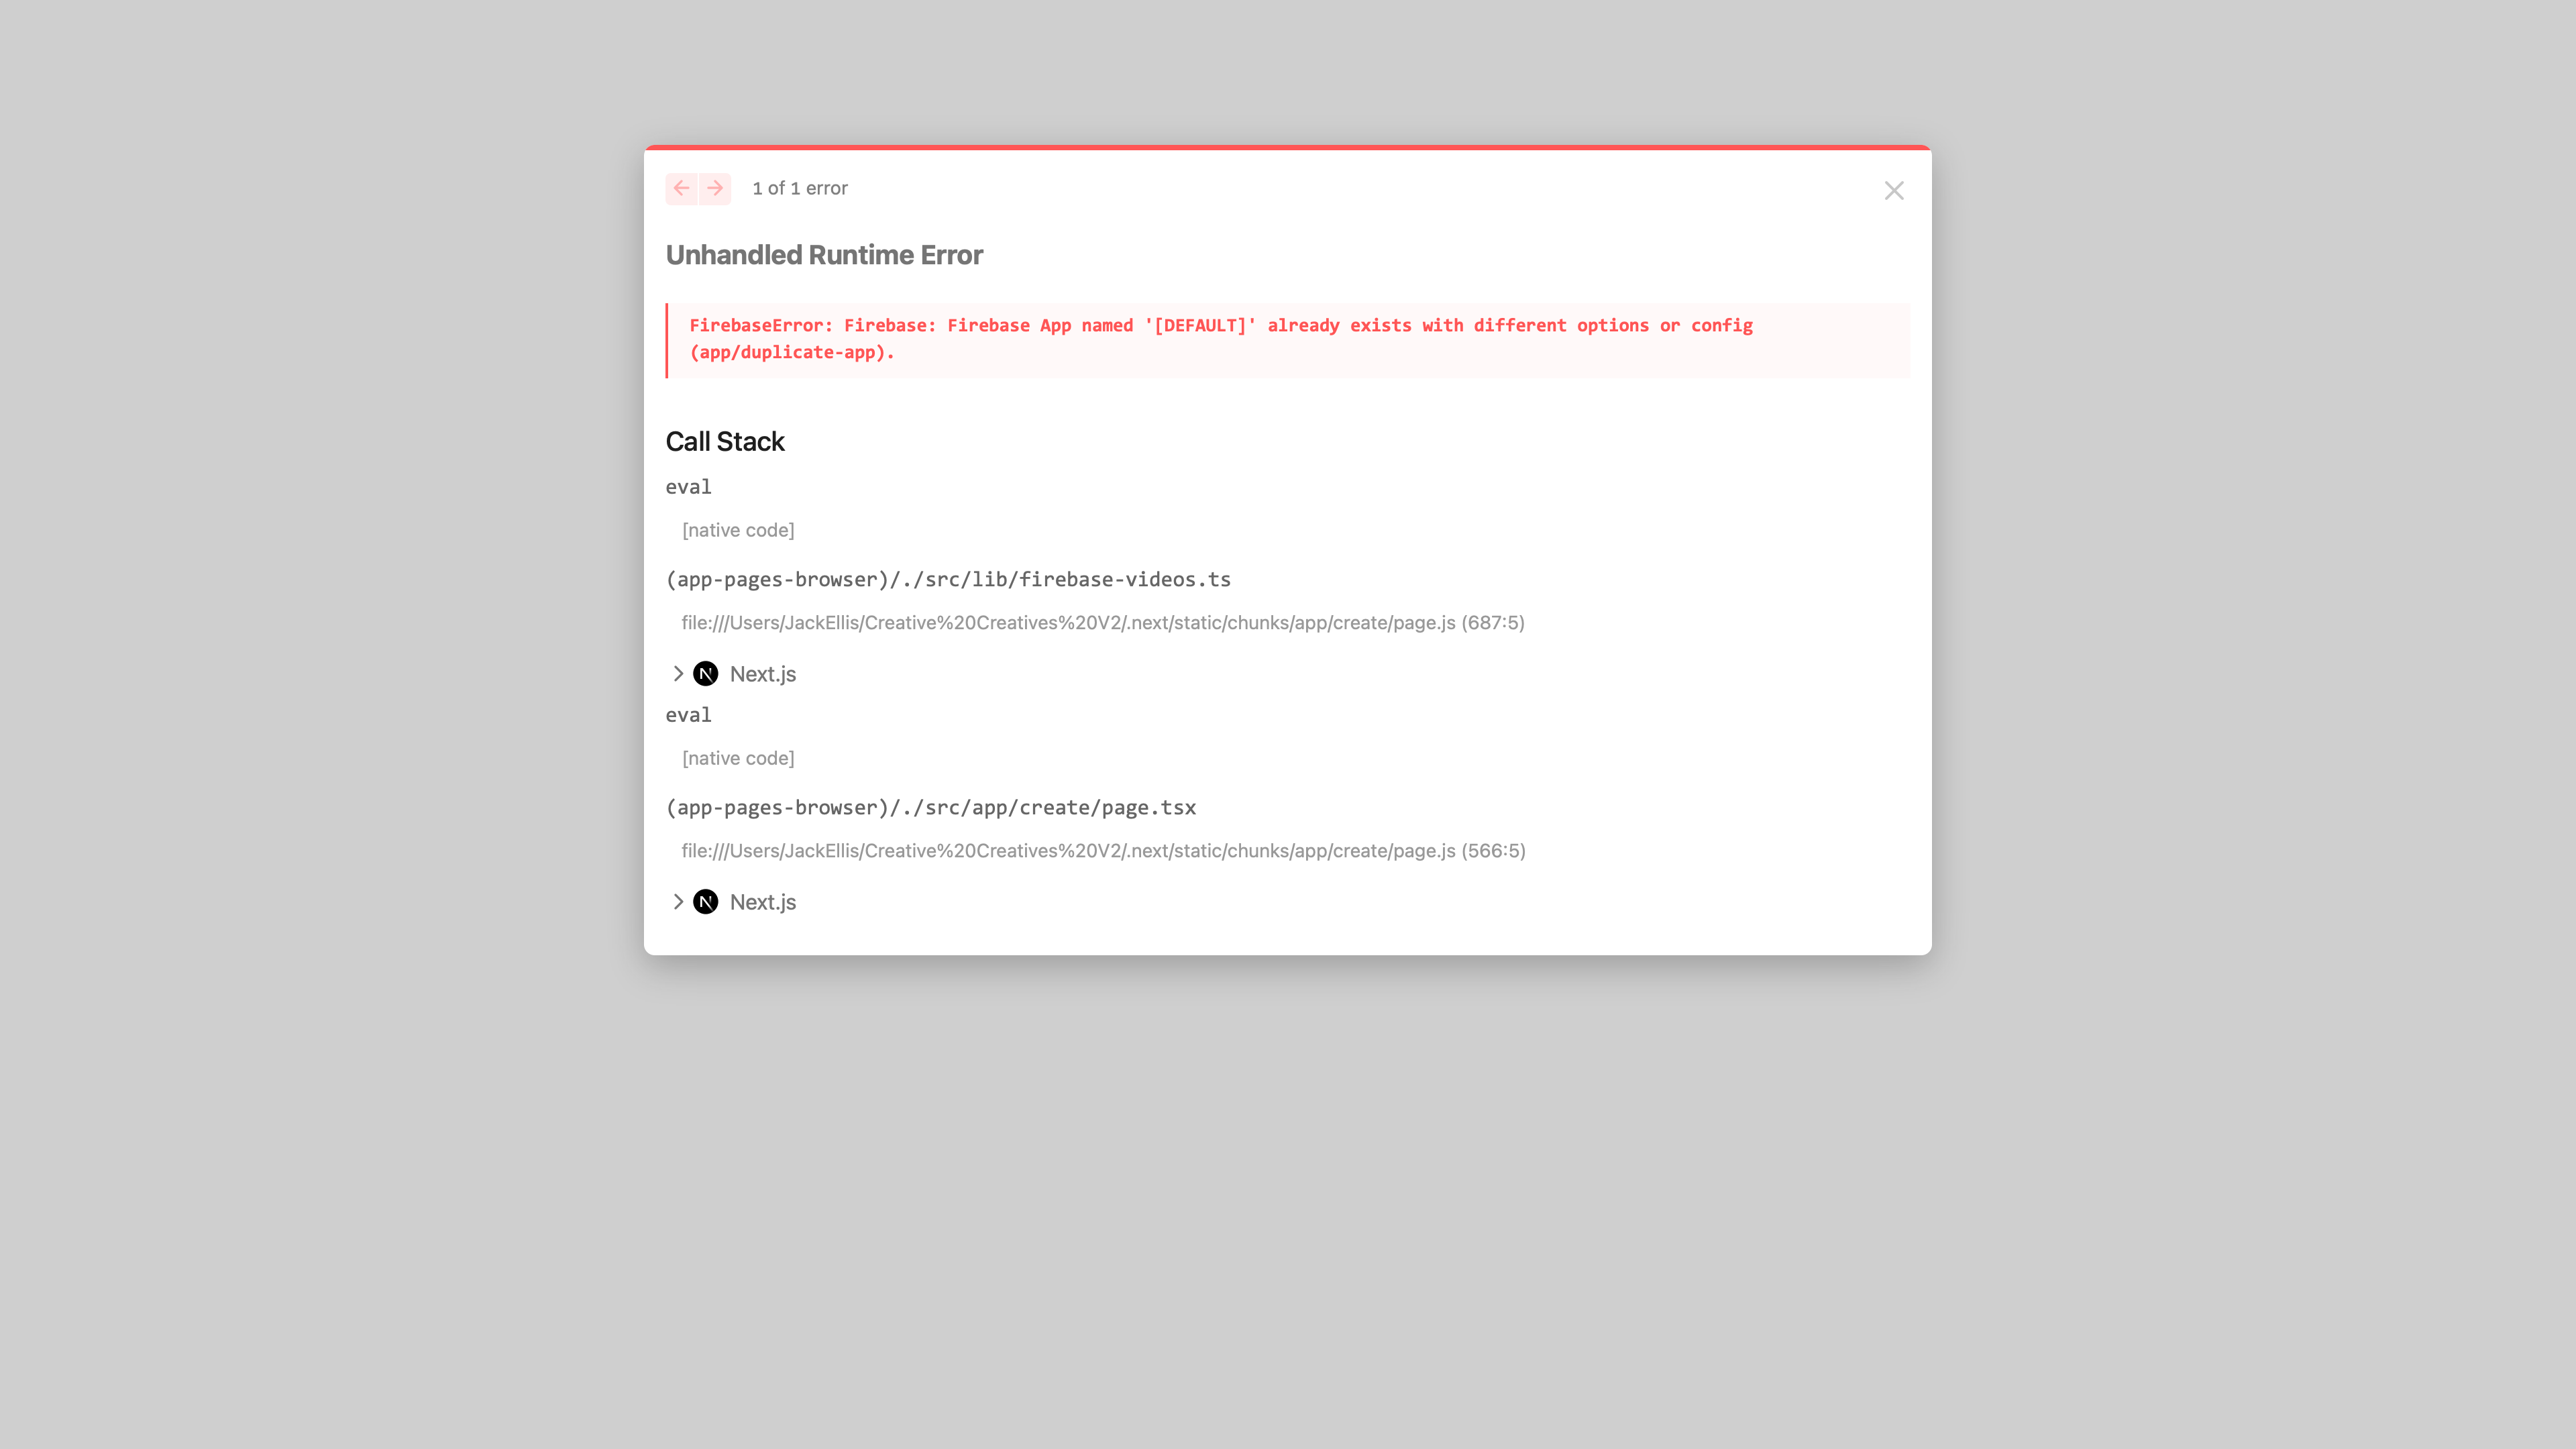 1 of 1 error
Unhandled Runtime Error
FirebaseError: Firebase: Firebase App named '[DEFAULT]' already exists with different options or config
(app/duplicate-app).
Call Stack
eval
[native code]
(app-pages-browser)/./src/lib/firebase-videos.ts
file:///Users/JackEllis/Creative%20Creatives%20V2/.next/static/chunks/app/create/page.js (687:5)
N Next.js
eval
[native code]
(app-pages-browser)/./src/app/create/page.tsx
file:///Users/JackEllis/Creative%20Creatives%20V2/.next/static/chunks/app/create/page.js (566:5)
N Next.js